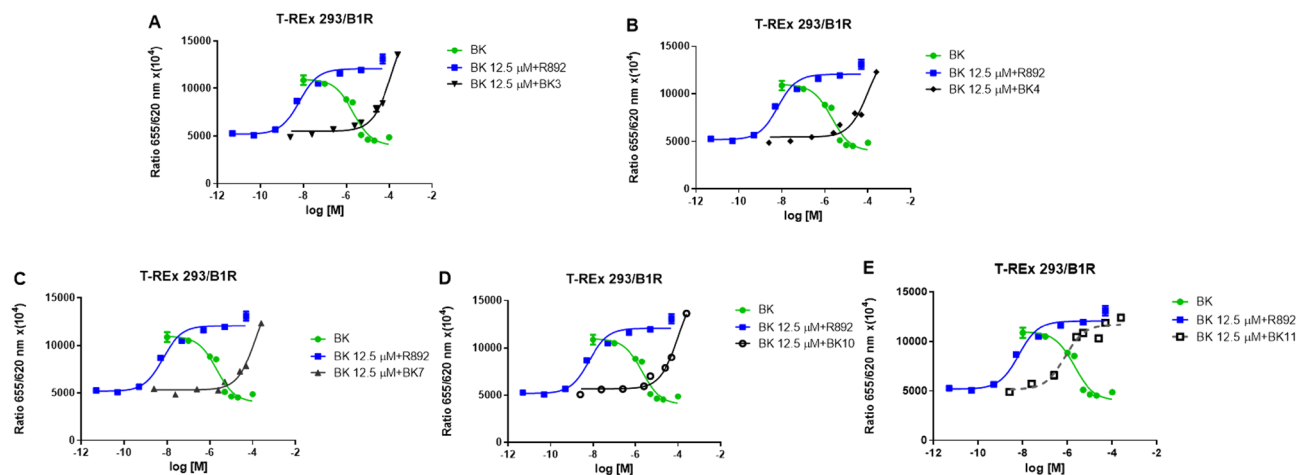 A
T-REx 293/B1R
Ratio 655/620 nm x(10⁴)
15000
10000
5000
0
-12 -10 -8 -6 -4 -2
log [M]
BK
BK 12.5 µM+R892
BK 12.5 µM+BK3
B
T-REx 293/B1R
Ratio 655/620 nm x(10⁴)
15000
10000
5000
0
-12 -10 -8 -6 -4 -2
log [M]
BK
BK 12.5 µM+R892
BK 12.5 µM+BK4
C
T-REx 293/B1R
Ratio 655/620 nm x(10⁴)
15000
10000
5000
0
-12 -10 -8 -6 -4 -2
log [M]
BK
BK 12.5 µM+R892
BK 12.5 µM+BK7
D
T-REx 293/B1R
Ratio 655/620 nm x(10⁴)
15000
10000
5000
0
-12 -10 -8 -6 -4 -2
log [M]
BK
BK 12.5 µM+R892
BK 12.5 µM+BK10
E
T-REx 293/B1R
Ratio 655/620 nm x(10⁴)
15000
10000
5000
0
-12 -10 -8 -6 -4 -2
log [M]
BK
BK 12.5 µM+R892
BK 12.5 µM+BK11